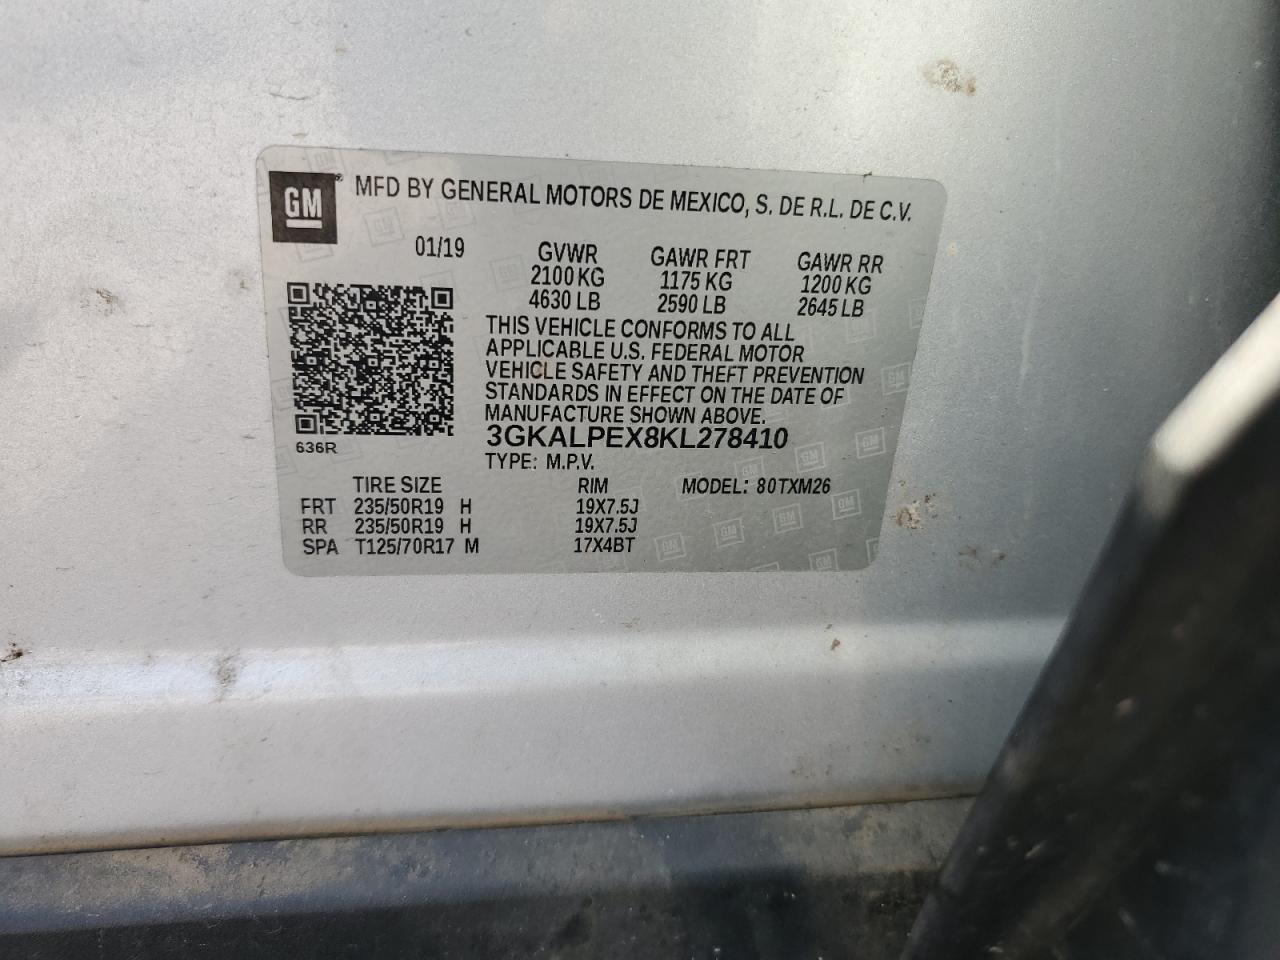 GM® MFD BY GENERAL MOTORS DE MEXICO, S. DE R.L. DE C.V.
01/19 GVWR GAWR FRT GAWR RR
2100 KG 1175 KG 1200 KG
4630 LB 2590 LB 2645 LB
THIS VEHICLE CONFORMS TO ALL
APPLICABLE U.S. FEDERAL MOTOR
VEHICLE SAFETY AND THEFT PREVENTION
STANDARDS IN EFFECT ON THE DATE OF
MANUFACTURE SHOWN ABOVE.
636R 3GKALPEX8KL278410
TYPE: M.P.V.
TIRE SIZE RIM MODEL: 80TXM26
FRT 235/50R19 H 19X7.5J
RR 235/50R19 H 19X7.5J
SPA T125/70R17 M 17X4BT